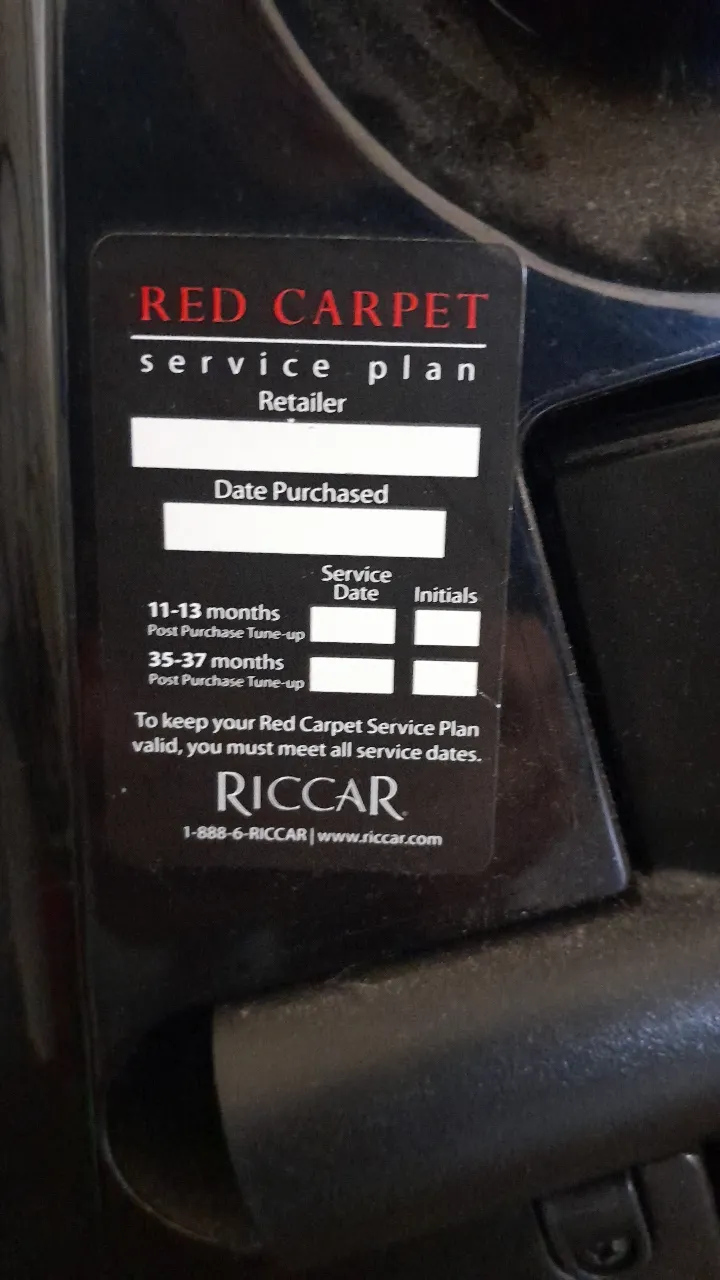 RED CARPET
service plan
Retailer
Date Purchased
Service
Date Initials
11-13 months
Post Purchase Tune-up
35-37 months
Post Purchase Tune-up
To keep your Red Carpet Service Plan
valid, you must meet all service dates.
RICCAR
1-888-6-RICCAR | www.riccar.com